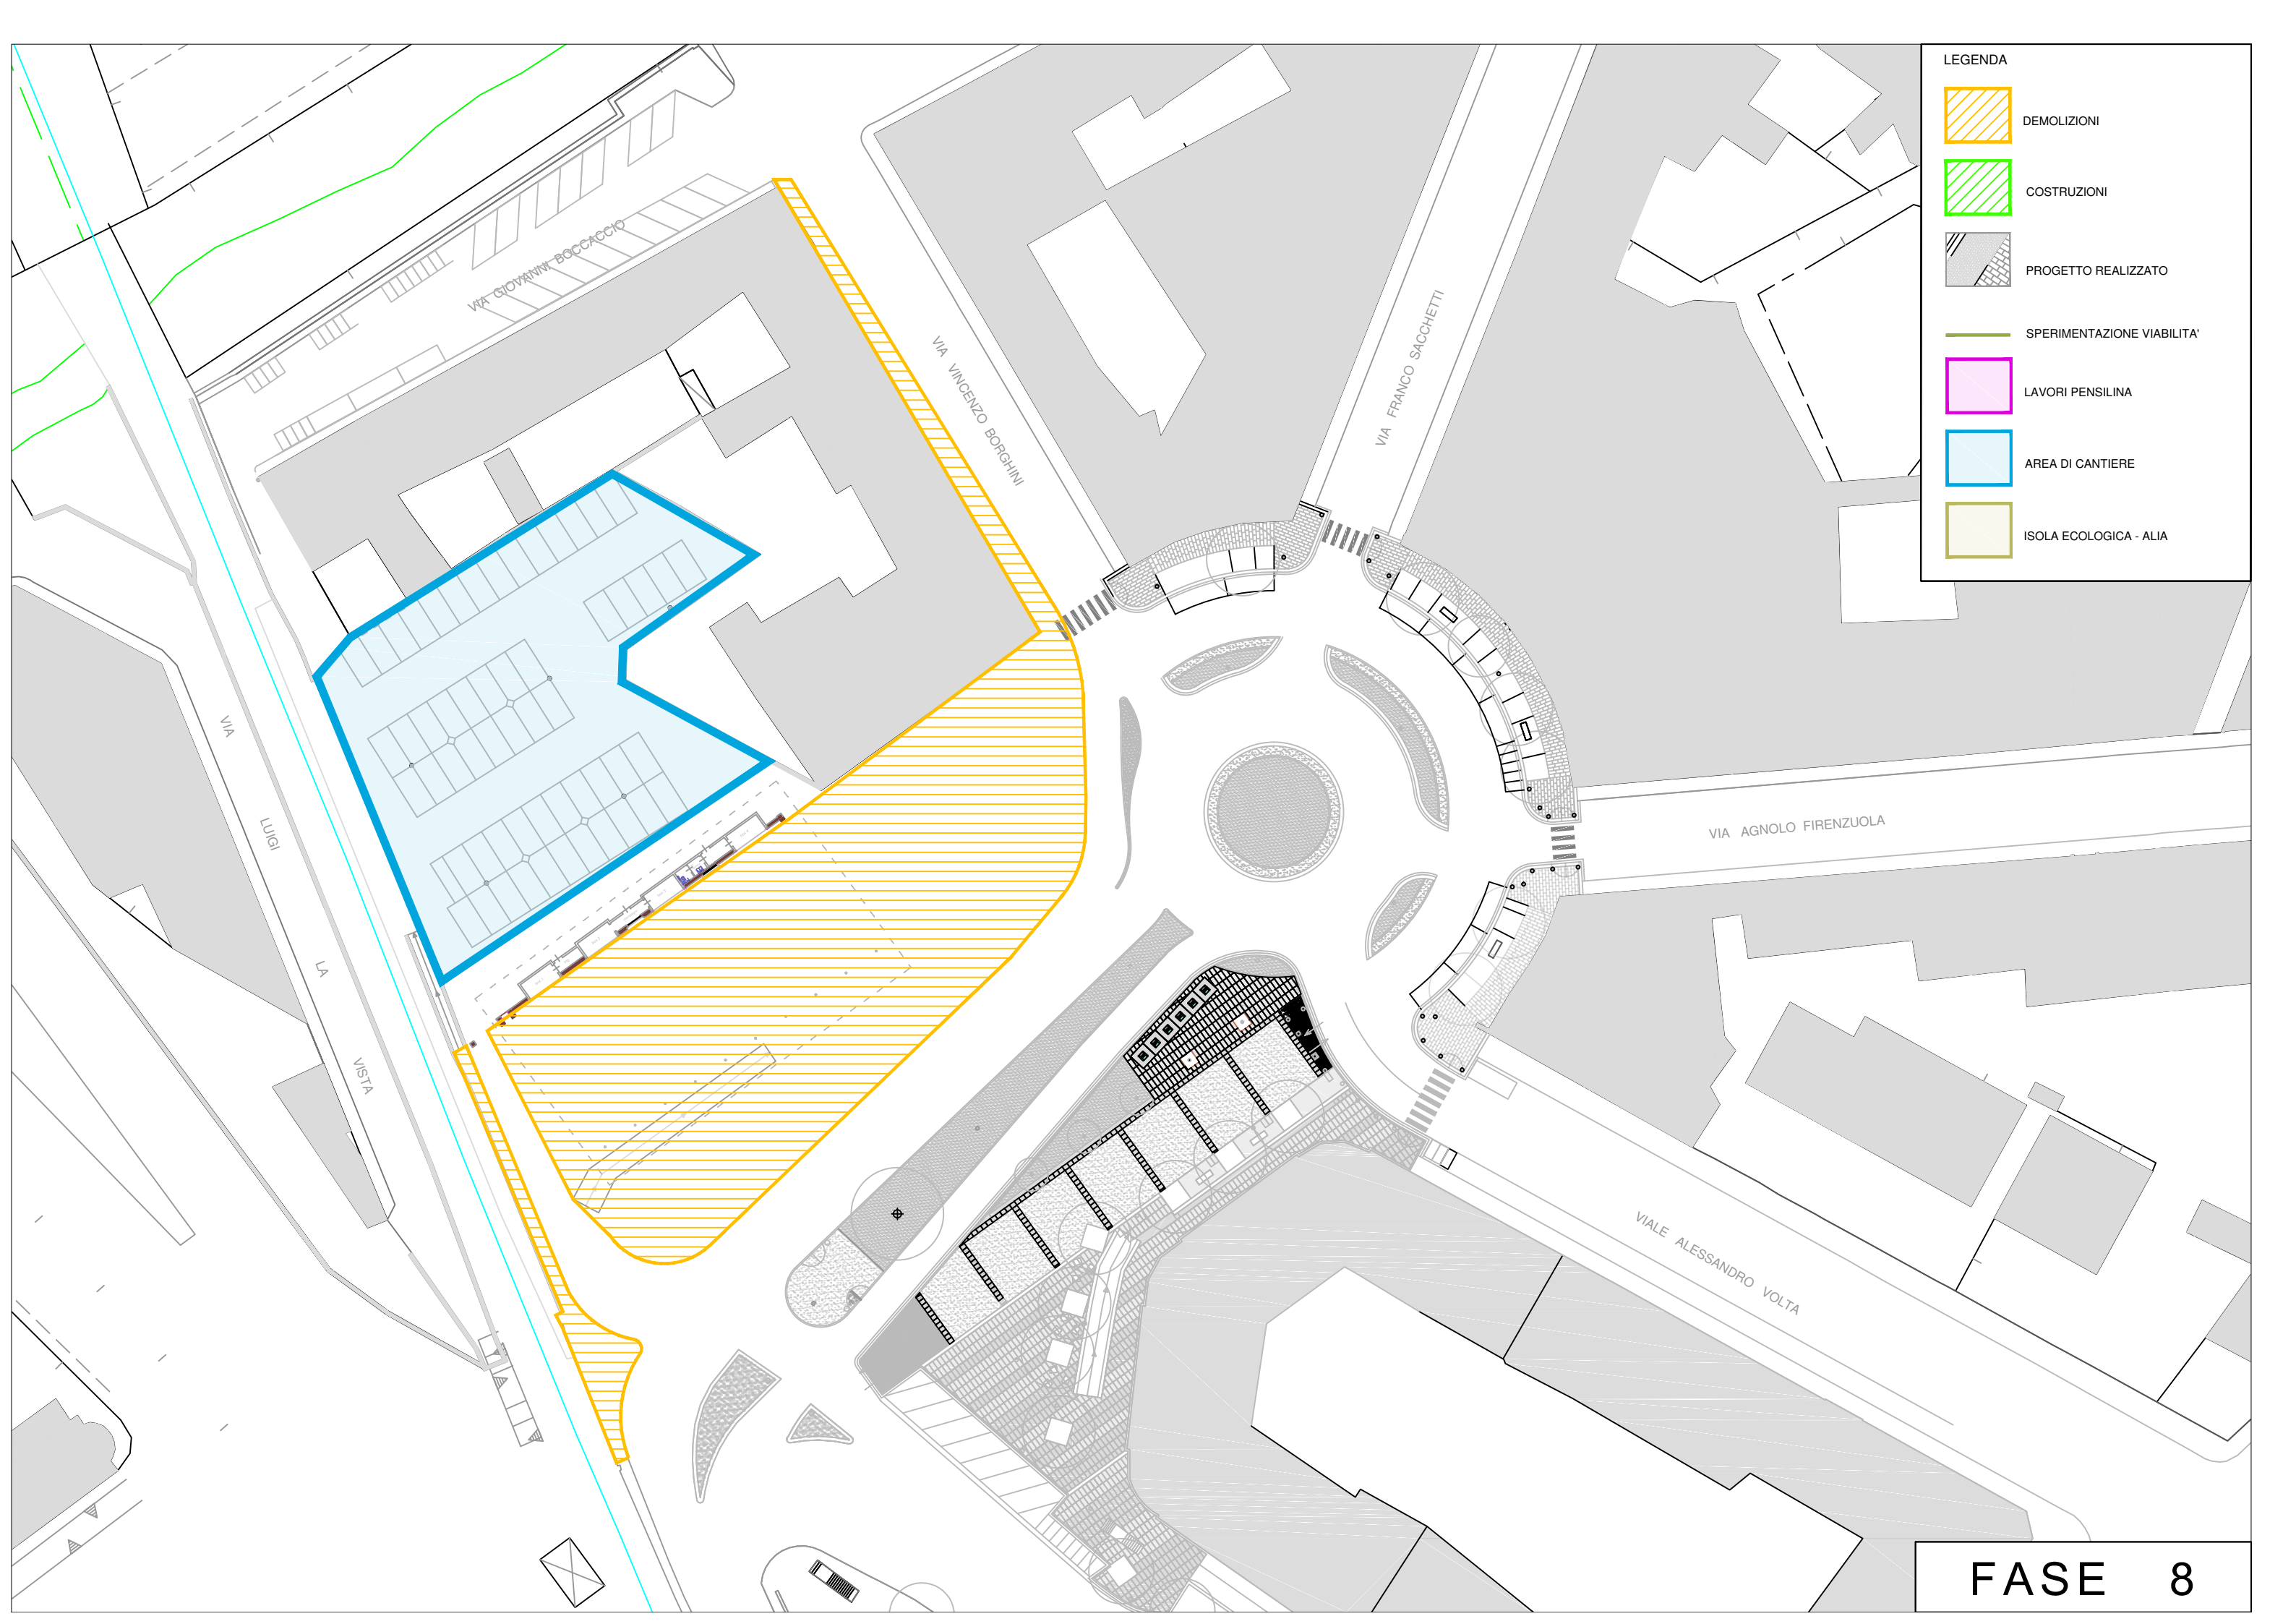 LEGENDA
DEMOLIZIONI
COSTRUZIONI
PROGETTO REALIZZATO
SPERIMENTAZIONE VIABILITA'
LAVORI PENSILINA
AREA DI CANTIERE
ISOLA ECOLOGICA - ALIA
VIA GIOVANNI BOCCACCIO
VIA VINCENZO BORGHINI
VIA FRANCO SACCHETTI
VIA AGNOLO FIRENZUOLA
VIA LUIGI LA VISTA
VIALE ALESSANDRO VOLTA
FASE 8